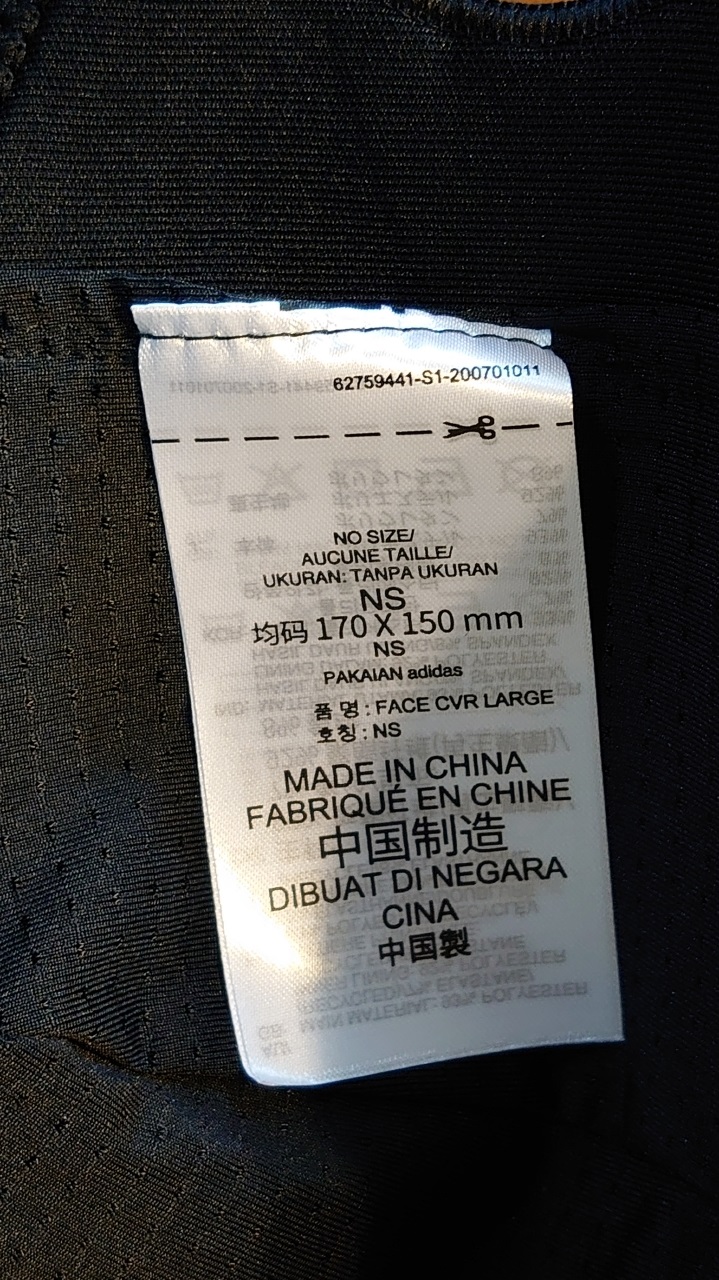 62759441-S1-200701011
NO SIZE/
AUCUNE TAILLE/
UKURAN: TANPA UKURAN
NS
均码 170 X 150 mm
NS
PAKAIAN adidas
품 명 : FACE CVR LARGE
호칭 : NS
MADE IN CHINA
FABRIQUÉ EN CHINE
中国制造
DIBUAT DI NEGARA
CINA
中国製